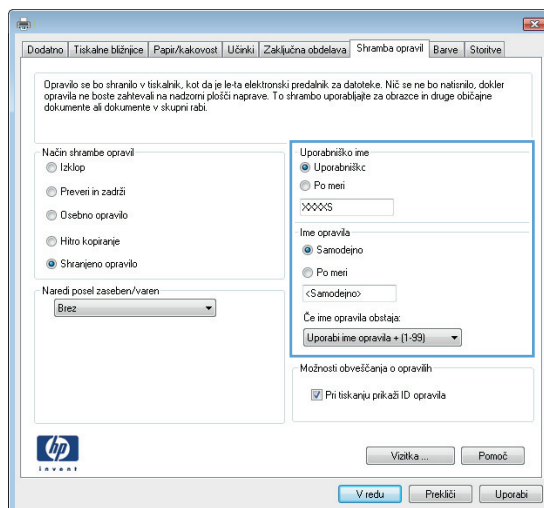 Dodatno Tiskalne bližnjice Papir/kakovost Učinki Zaključna obdelava Shramba opravil Barve Storitve
Opravilo se bo shranilo v tiskalnik, kot da je le-ta elektronski predalnik za datoteke. Nič se ne bo natisnilo, dokler
opravila ne boste zahtevali na nadzorni plošči naprave. To shrambo uporabljajte za obrazce in druge običajne
dokumente ali dokumente v skupni rabi.
Način shrambe opravil
Izklop
Preveri in zadrži
Osebno opravilo
Hitro kopiranje
Shranjeno opravilo
Naredi posel zaseben/varen
Brez
Uporabniško ime
Uporabnišk
Po meri
XXXXS
Ime opravila
Samodejno
Po meri
<Samodejno>
Če ime opravila obstaja:
Uporabi ime opravila + (1-99)
Možnosti obveščanja o opravilih
Pri tiskanju prikaži ID opravila
hp
invent
Vizitka ... Pomoč
V redu Prekliči Uporabi